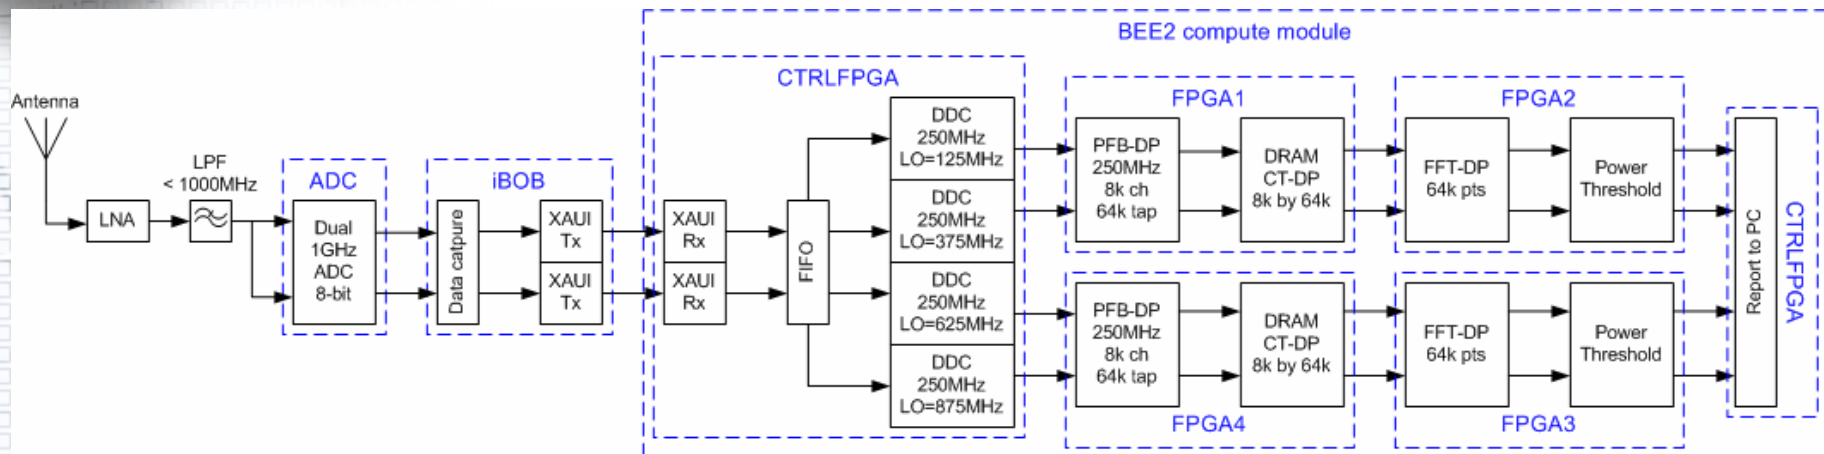 BEE2 compute module
CTRLFPGA
Antenna
LNA
LPF
< 1000MHz
ADC
Dual
1GHz
ADC
8-bit
iBOB
Data catpure
XAUI
Tx
XAUI
Tx
XAUI
Rx
XAUI
Rx
FIFO
DDC
250MHz
LO=125MHz
DDC
250MHz
LO=375MHz
DDC
250MHz
LO=625MHz
DDC
250MHz
LO=875MHz
FPGA1
PFB-DP
250MHz
8k ch
64k tap
DRAM
CT-DP
8k by 64k
FPGA2
FFT-DP
64k pts
Power
Threshold
PFB-DP
250MHz
8k ch
64k tap
DRAM
CT-DP
8k by 64k
FPGA4
FFT-DP
64k pts
Power
Threshold
FPGA3
Report to PC
CTRLFPGA